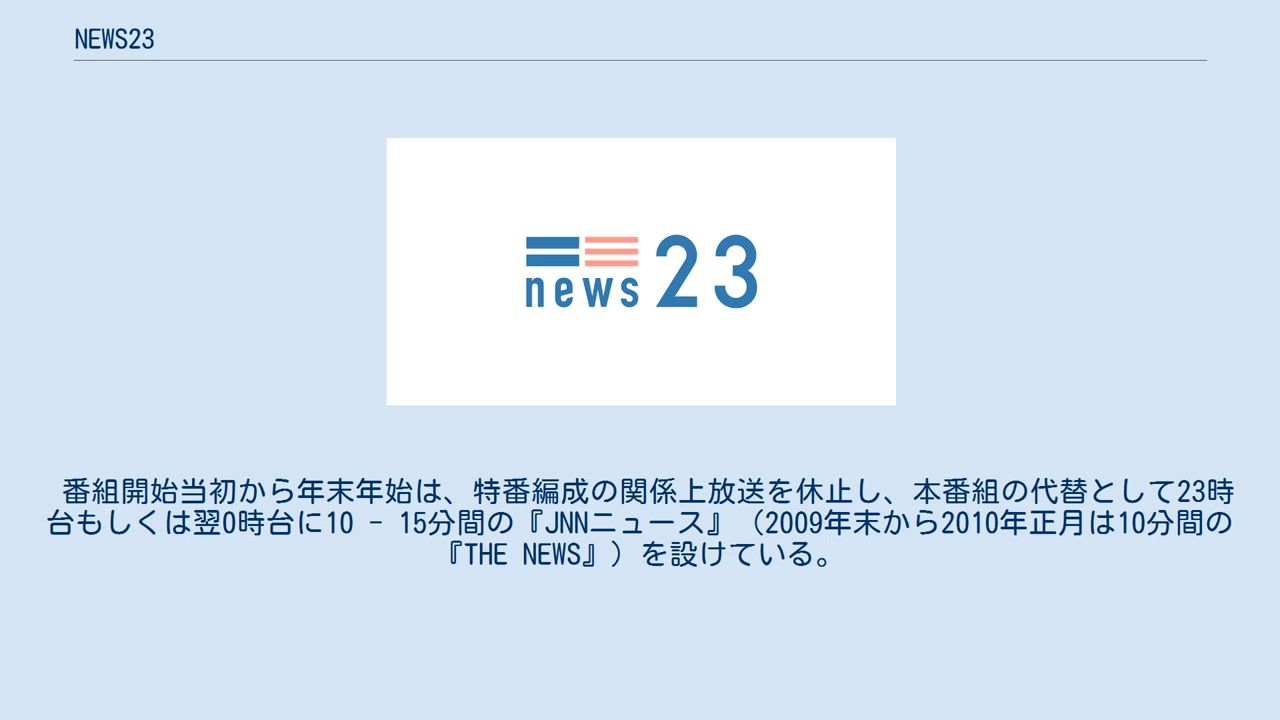 NEWS23
news 23
番組開始当初から年末年始は、特番編成の関係上放送を休止し、本番組の代替として23時
台もしくは翌0時台に10 - 15分間の『JNNニュース』（2009年末から2010年正月は10分間の
『THE NEWS』）を設けている。